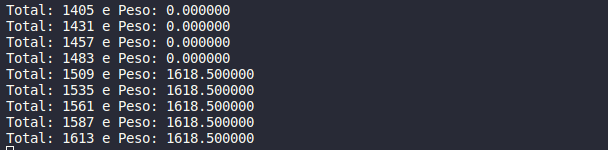 Total: 1405 e Peso: 0.000000
Total: 1431 e Peso: 0.000000
Total: 1457 e Peso: 0.000000
Total: 1483 e Peso: 0.000000
Total: 1509 e Peso: 1618.500000
Total: 1535 e Peso: 1618.500000
Total: 1561 e Peso: 1618.500000
Total: 1587 e Peso: 1618.500000
Total: 1613 e Peso: 1618.500000